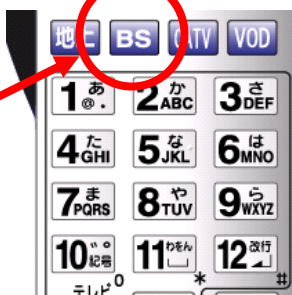 地上 BS CATV VOD
1 あ @. 2 か ABC 3 さ DEF
4 た GHI 5 な JKL 6 は MNO
7 ま PQRS 8 や TUV 9 ら WXYZ
10 ゛゜ 記号 11 わをん 12 改行
テレビ 0 * #